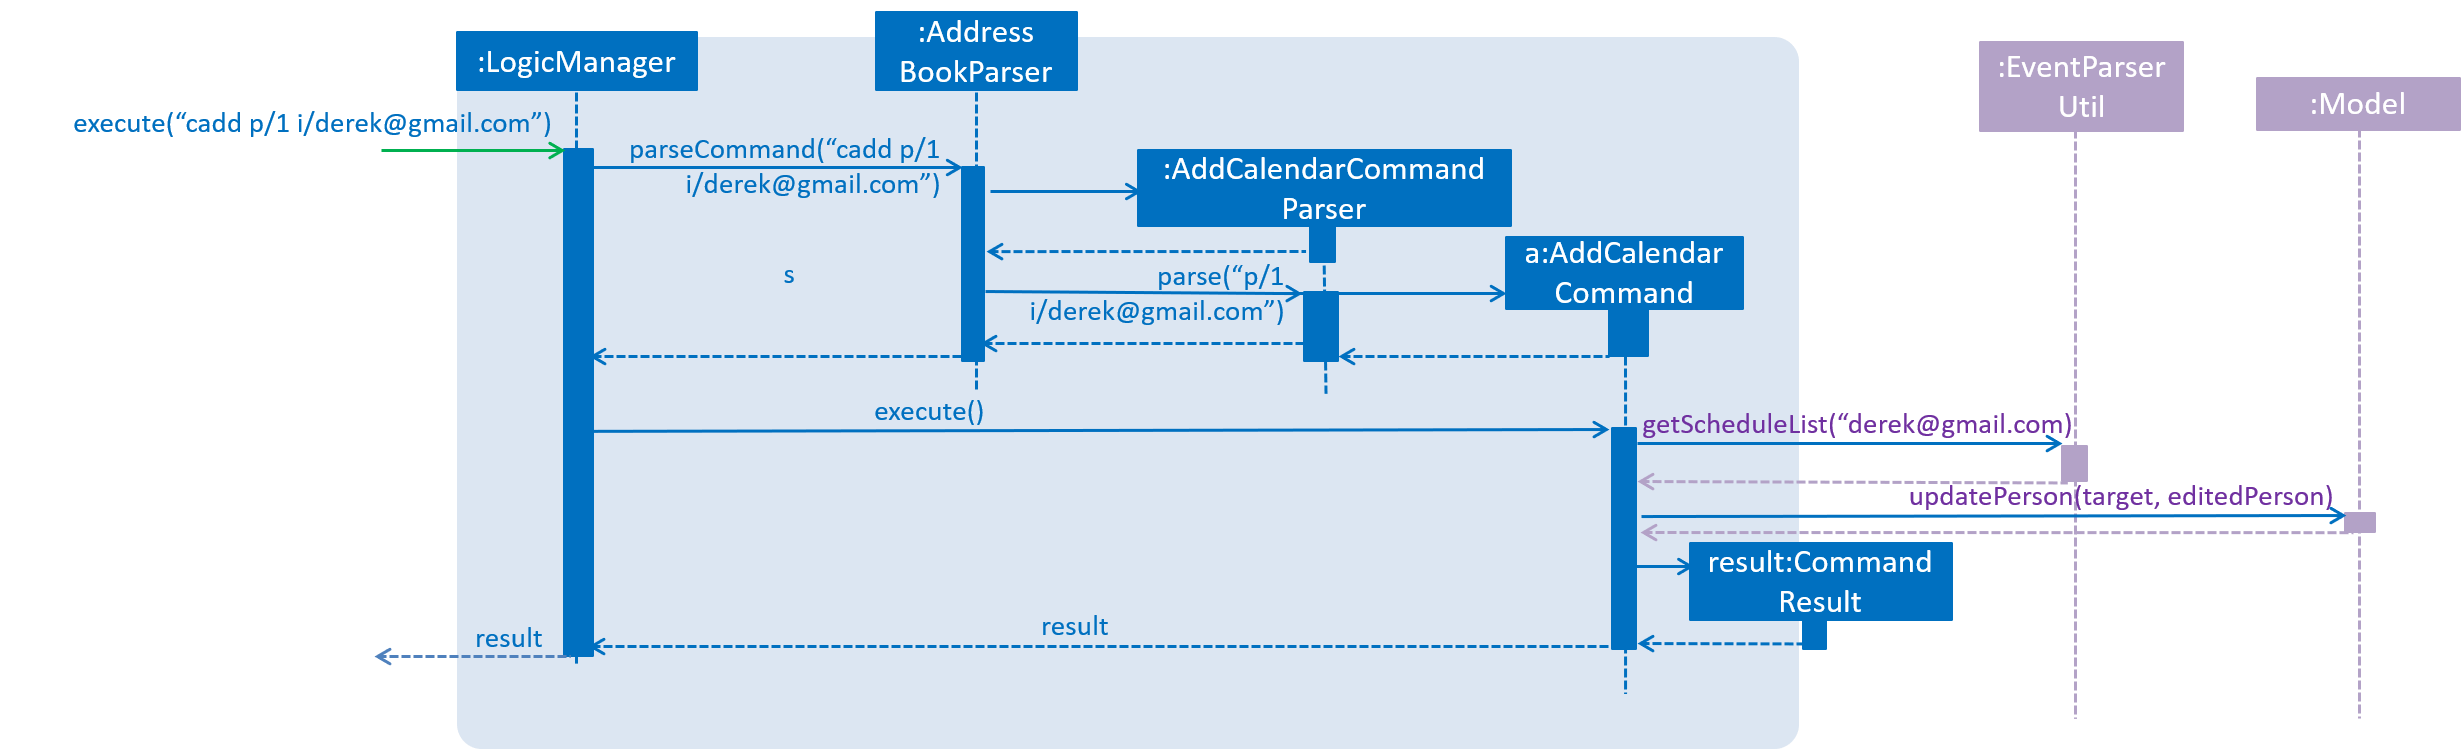 :Address
BookParser
:LogicManager
:EventParser
Util
:Model
execute(“cadd p/1 i/derek@gmail.com”)
parseCommand(“cadd p/1
i/derek@gmail.com”)
:AddCalendarCommand
Parser
a:AddCalendar
Command
s
parse(“p/1
i/derek@gmail.com”)
execute()
getScheduleList(“derek@gmail.com)
updatePerson(target, editedPerson)
result:Command
Result
result
result